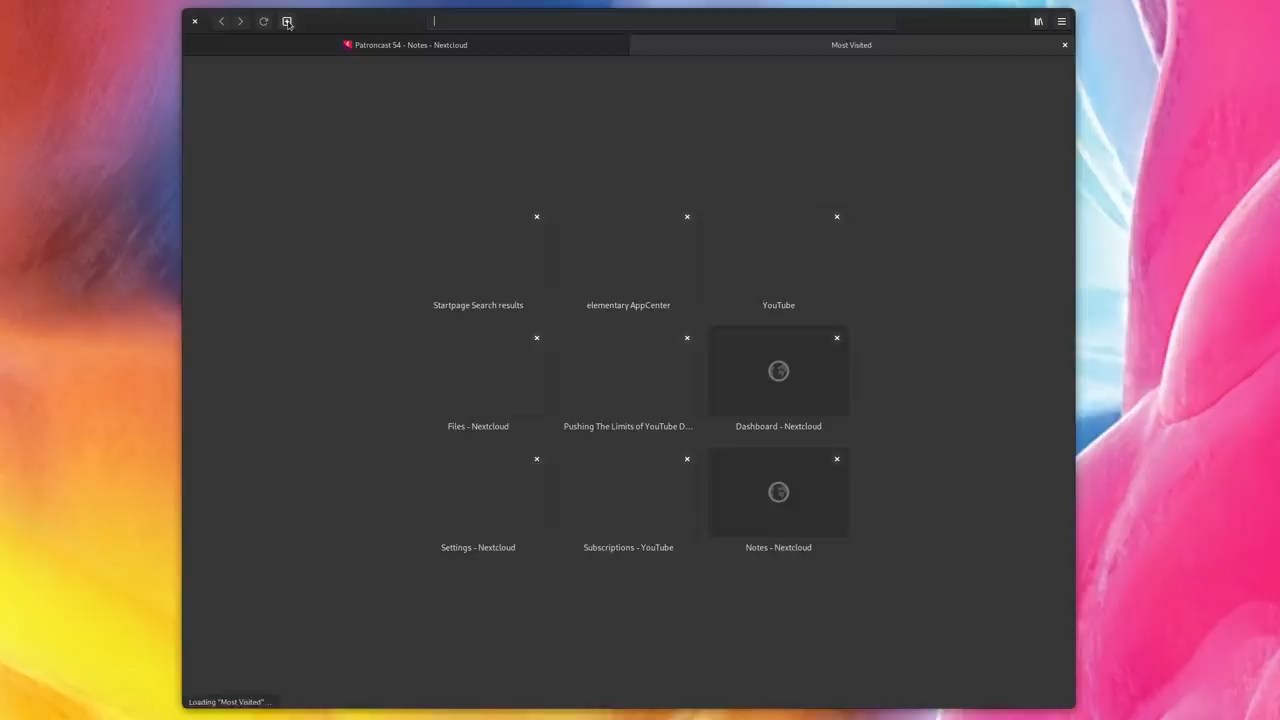 Patroncast 54 - Notes - Nextcloud
Most Visited
Startpage Search results
elementary AppCenter
YouTube
Files - Nextcloud
Pushing The Limits of YouTube D...
Dashboard - Nextcloud
Settings - Nextcloud
Subscriptions - YouTube
Notes - Nextcloud
Loading "Most Visited"...